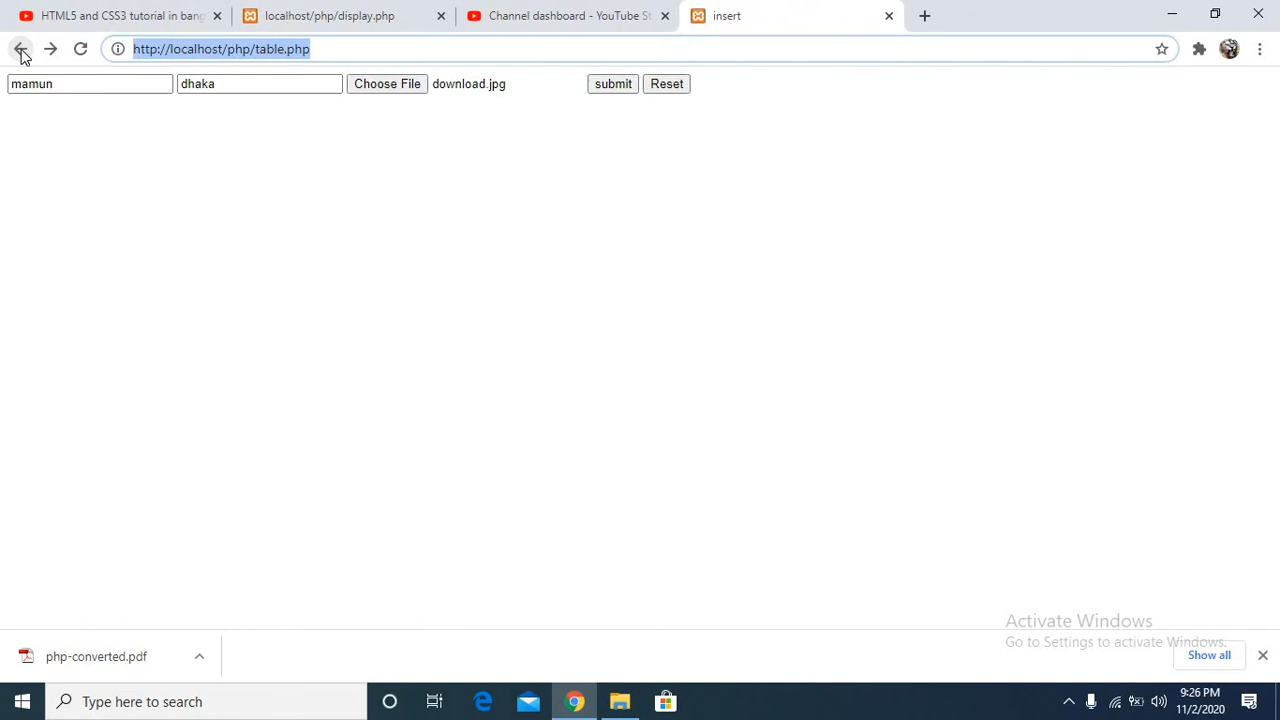 HTML5 and CSS3 tutorial in bang
localhost/php/display.php
Channel dashboard - YouTube St
insert
http://localhost/php/table.php
mamun
dhaka
Choose File
download.jpg
submit
Reset
Activate Windows
Go to Settings to activate Windows.
php-converted.pdf
Show all
Type here to search
9:26 PM
11/2/2020